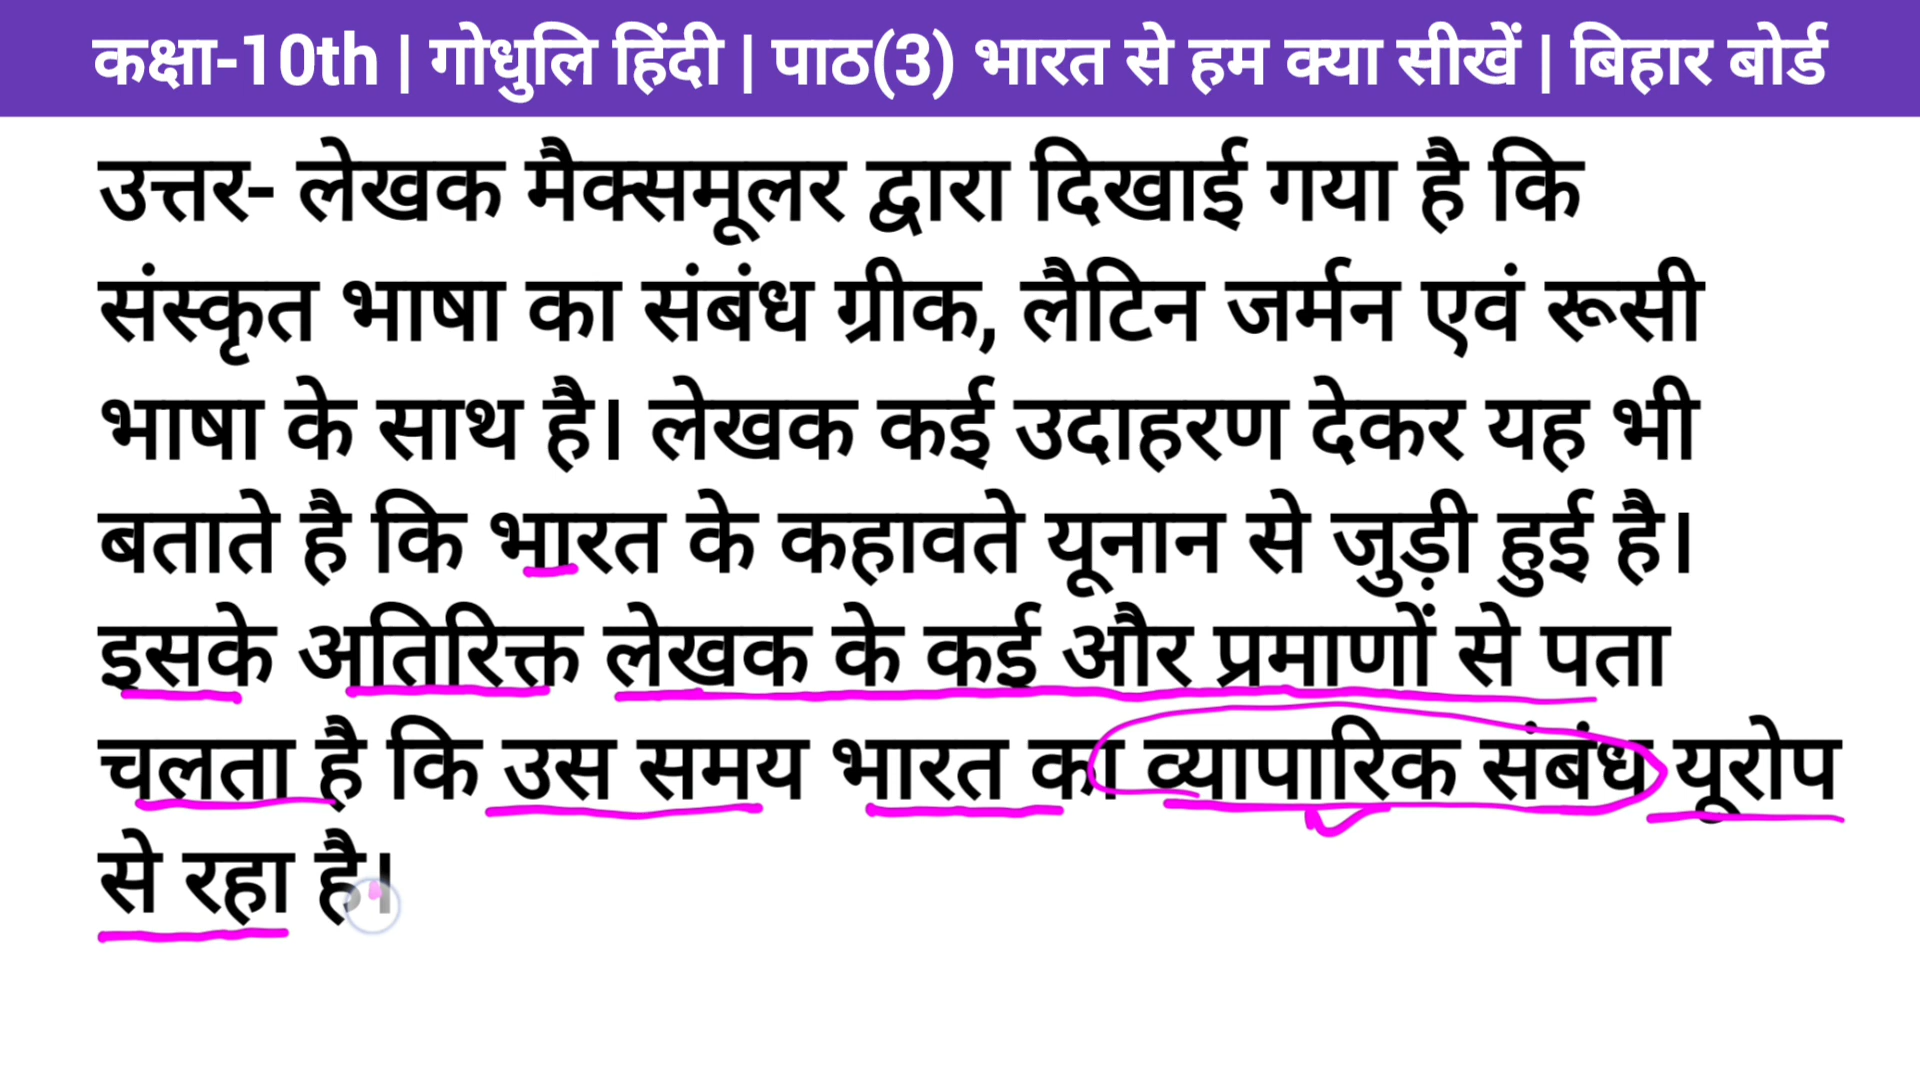 कक्षा-10th | गोधुलि हिंदी | पाठ(3) भारत से हम क्या सीखें | बिहार बोर्ड
उत्तर- लेखक मैक्समूलर द्वारा दिखाई गया है कि
संस्कृत भाषा का संबंध ग्रीक, लैटिन जर्मन एवं रूसी
भाषा के साथ है। लेखक कई उदाहरण देकर यह भी
बताते है कि भारत के कहावते यूनान से जुड़ी हुई है।
इसके अतिरिक्त लेखक के कई और प्रमाणों से पता
चलता है कि उस समय भारत का व्यापारिक संबंध यूरोप
से रहा है।